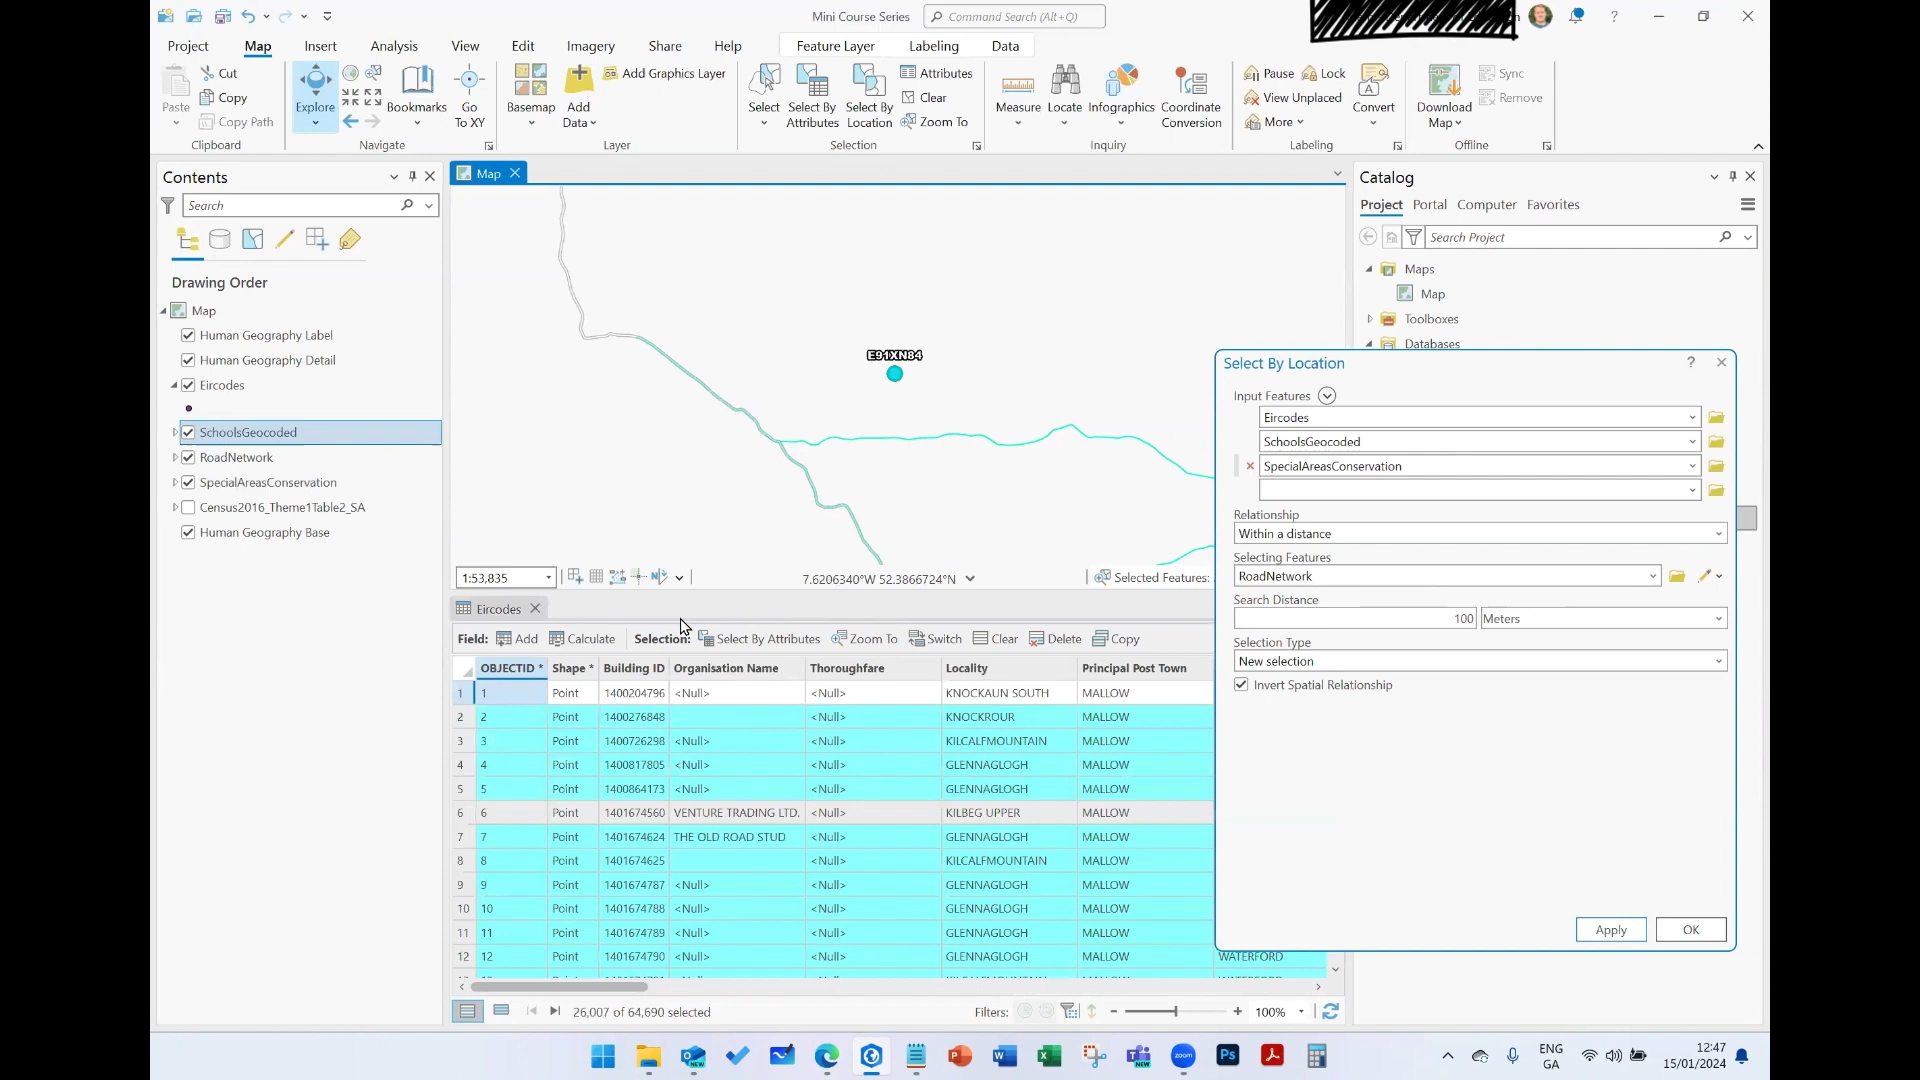 Mini Course Series
Command Search (Alt+Q)
Project Map Insert Analysis View Edit Imagery Share Help Feature Layer Labeling Data
Paste
Cut
Copy
Copy Path
Clipboard
Explore
Bookmarks
Go
To XY
Navigate
Basemap
Add
Data
Add Graphics Layer
Layer
Select
Select By
Attributes
Select By
Location
Attributes
Clear
Zoom To
Selection
Measure
Locate
Infographics
Coordinate
Conversion
Inquiry
Pause
Lock
View Unplaced
More
Convert
Labeling
Download
Map
Sync
Remove
Offline
Contents
Search
Drawing Order
Map
Human Geography Label
Human Geography Detail
Eircodes
SchoolsGeocoded
RoadNetwork
SpecialAreasConservation
Census2016_Theme1Table2_SA
Human Geography Base
Map
E91XN84
1:53,835
7.6206340°W 52.3866724°N
Selected Features:
Eircodes
Field: Add Calculate Selection: Select By Attributes Zoom To Switch Clear Delete Copy
OBJECTID * Shape * Building ID Organisation Name Thoroughfare Locality Principal Post Town
1 1 Point 1400204796 <Null> <Null> KNOCKAUN SOUTH MALLOW
2 2 Point 1400276848 <Null> KNOCKROUR MALLOW
3 3 Point 1400726298 <Null> <Null> KILCALFMOUNTAIN MALLOW
4 4 Point 1400817805 <Null> <Null> GLENNAGLOGH MALLOW
5 5 Point 1400864173 <Null> <Null> GLENNAGLOGH MALLOW
6 6 Point 1401674560 VENTURE TRADING LTD. <Null> KILBEG UPPER MALLOW
7 7 Point 1401674624 THE OLD ROAD STUD <Null> GLENNAGLOGH MALLOW
8 8 Point 1401674625 <Null> KILCALFMOUNTAIN MALLOW
9 9 Point 1401674787 <Null> <Null> GLENNAGLOGH MALLOW
10 10 Point 1401674788 <Null> <Null> GLENNAGLOGH MALLOW
11 11 Point 1401674789 <Null> <Null> GLENNAGLOGH MALLOW
12 12 Point 1401674790 <Null> <Null> GLENNAGLOGH MALLOW WATERFORD
26,007 of 64,690 selected
Filters:
100%
Catalog
Project Portal Computer Favorites
Search Project
Maps
Map
Toolboxes
Databases
Select By Location
?
Input Features
Eircodes
SchoolsGeocoded
SpecialAreasConservation
Relationship
Within a distance
Selecting Features
RoadNetwork
Search Distance
100 Meters
Selection Type
New selection
Invert Spatial Relationship
Apply OK
ENG
GA
12:47
15/01/2024